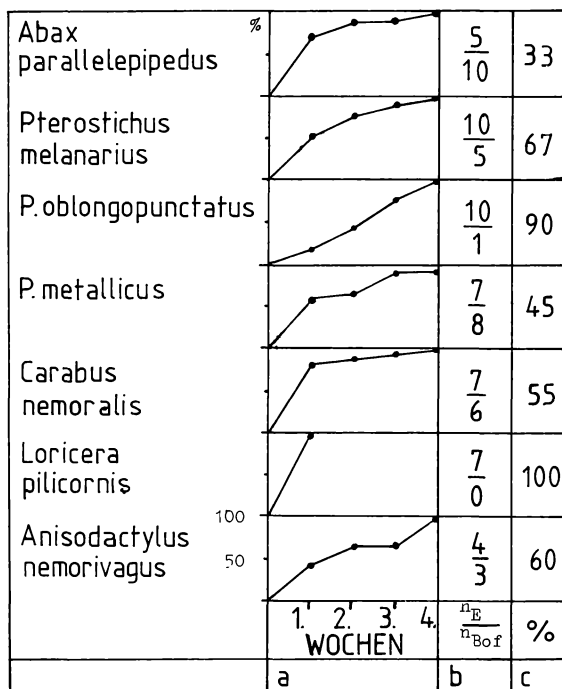 Abax
parallelepipedus
%
5
10
33
Pterostichus
melanarius
10
5
67
P. oblongopunctatus
10
1
90
P. metallicus
7
8
45
Carabus
nemoralis
7
6
55
Loricera
pilicornis
7
0
100
Anisodactylus
nemorivagus
100
50
4
3
60
1. 2. 3. 4.
WOCHEN
nE
nBof
%
a b c